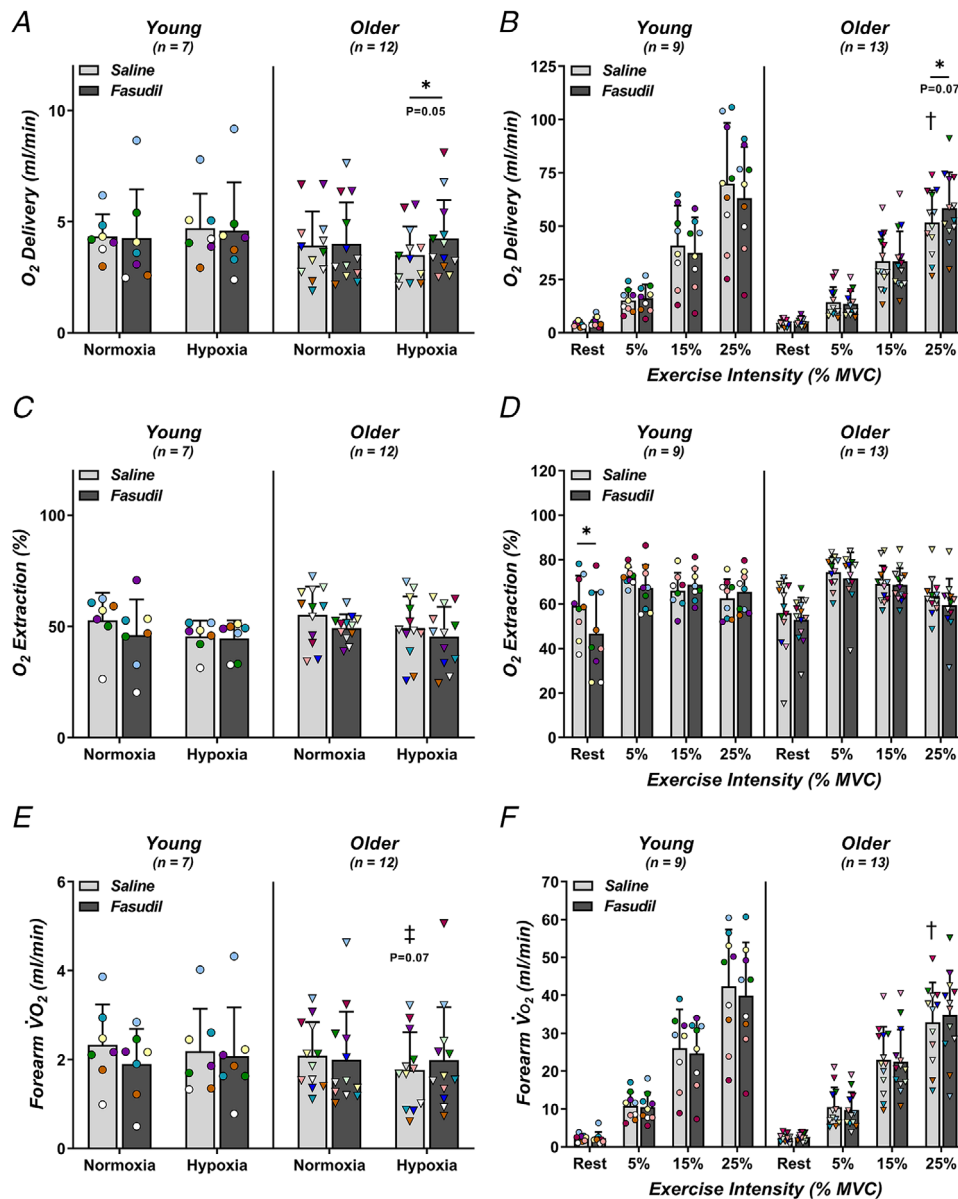 A
Young
(n = 7)
Older
(n = 12)
Saline
Fasudil
*
P=0.05
O2 Delivery (ml/min)
10
5
0
Normoxia
Hypoxia
Normoxia
Hypoxia
B
Young
(n = 9)
Older
(n = 13)
Saline
Fasudil
*
P=0.07
†
O2 Delivery (ml/min)
125
100
75
50
25
0
Rest
5%
15%
25%
Rest
5%
15%
25%
Exercise Intensity (% MVC)
C
Young
(n = 7)
Older
(n = 12)
Saline
Fasudil
O2 Extraction (%)
100
50
0
Normoxia
Hypoxia
Normoxia
Hypoxia
D
Young
(n = 9)
Older
(n = 13)
Saline
Fasudil
*
O2 Extraction (%)
120
100
80
60
40
20
0
Rest
5%
15%
25%
Rest
5%
15%
25%
Exercise Intensity (% MVC)
E
Young
(n = 7)
Older
(n = 12)
Saline
Fasudil
‡
P=0.07
Forearm V̇O2 (ml/min)
6
4
2
0
Normoxia
Hypoxia
Normoxia
Hypoxia
F
Young
(n = 9)
Older
(n = 13)
Saline
Fasudil
†
Forearm V̇O2 (ml/min)
70
60
50
40
30
20
10
0
Rest
5%
15%
25%
Rest
5%
15%
25%
Exercise Intensity (% MVC)